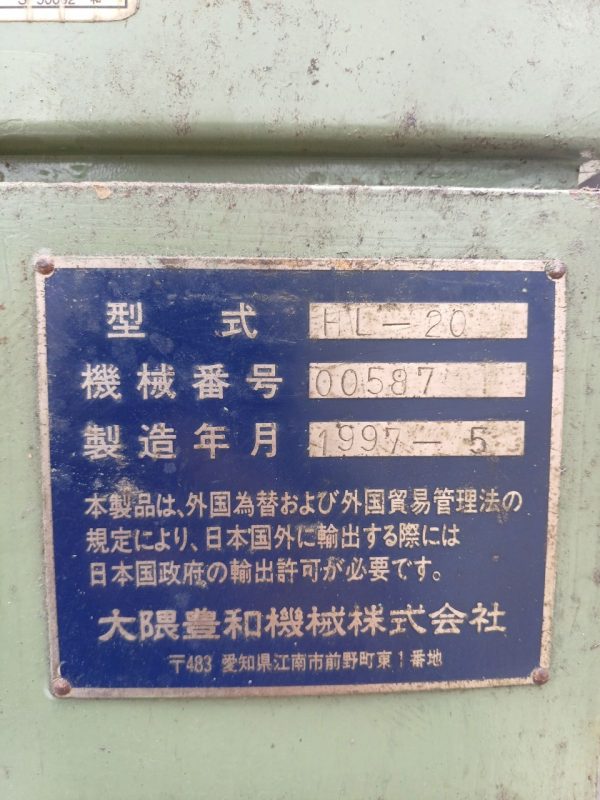 型式 HL-20
機械番号 00587
製造年月 1997-5
本製品は、外国為替および外国貿易管理法の
規定により、日本国外に輸出する際には
日本国政府の輸出許可が必要です。
大隈豊和機械株式会社
〒483 愛知県江南市前野町東1番地